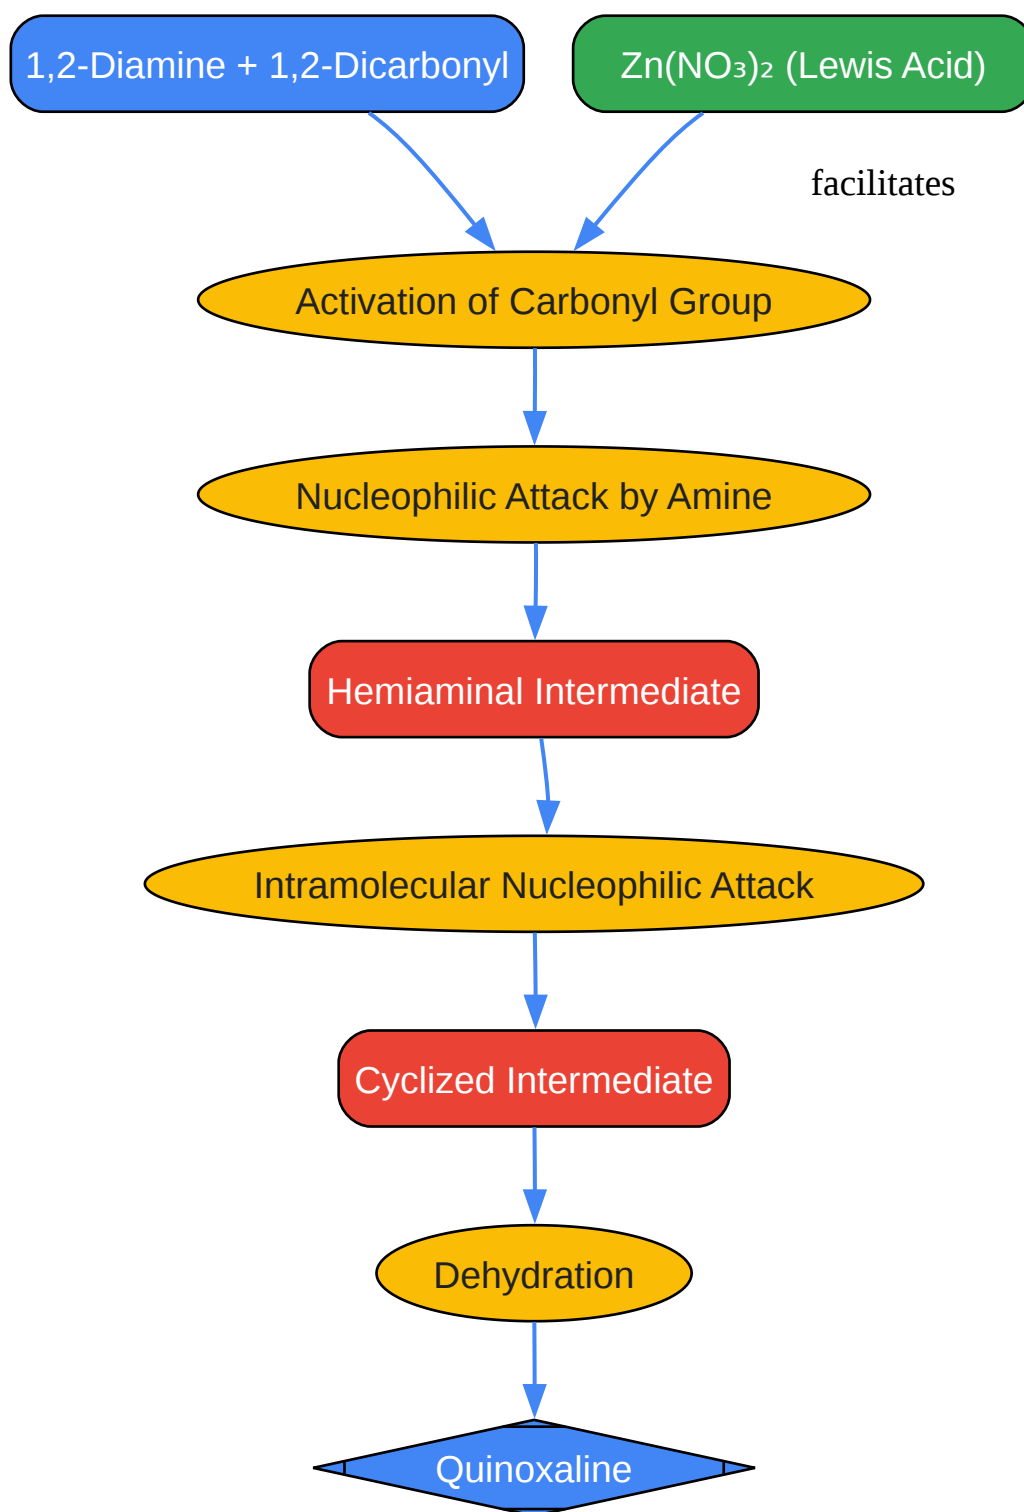 1,2-Diamine + 1,2-Dicarbonyl
Zn(NO₃)₂ (Lewis Acid)
facilitates
Activation of Carbonyl Group
Nucleophilic Attack by Amine
Hemiaminal Intermediate
Intramolecular Nucleophilic Attack
Cyclized Intermediate
Dehydration
Quinoxaline